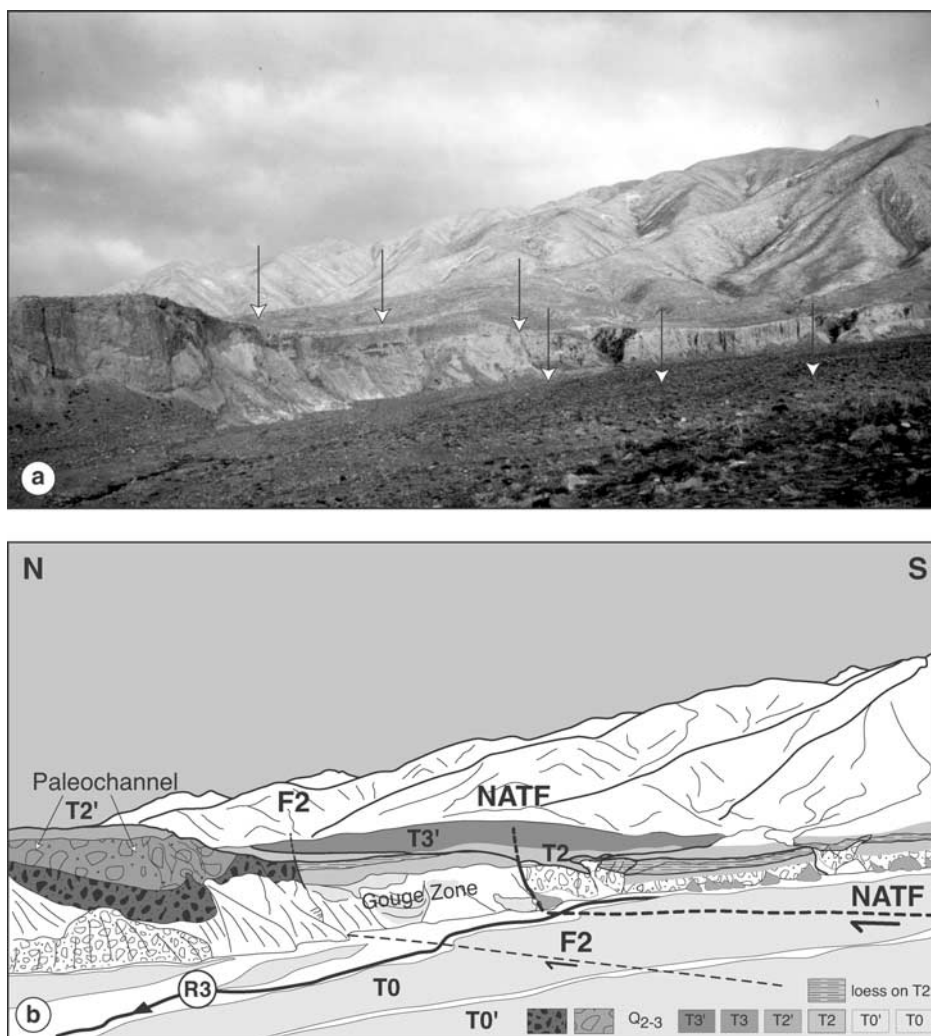 a
N S
Paleochannel
T2'
F2
NATF
T3'
T2
Gouge Zone
NATF
F2
R3
T0
loess on T2
b
T0' Q2-3 T3' T3 T2' T2 T0' T0